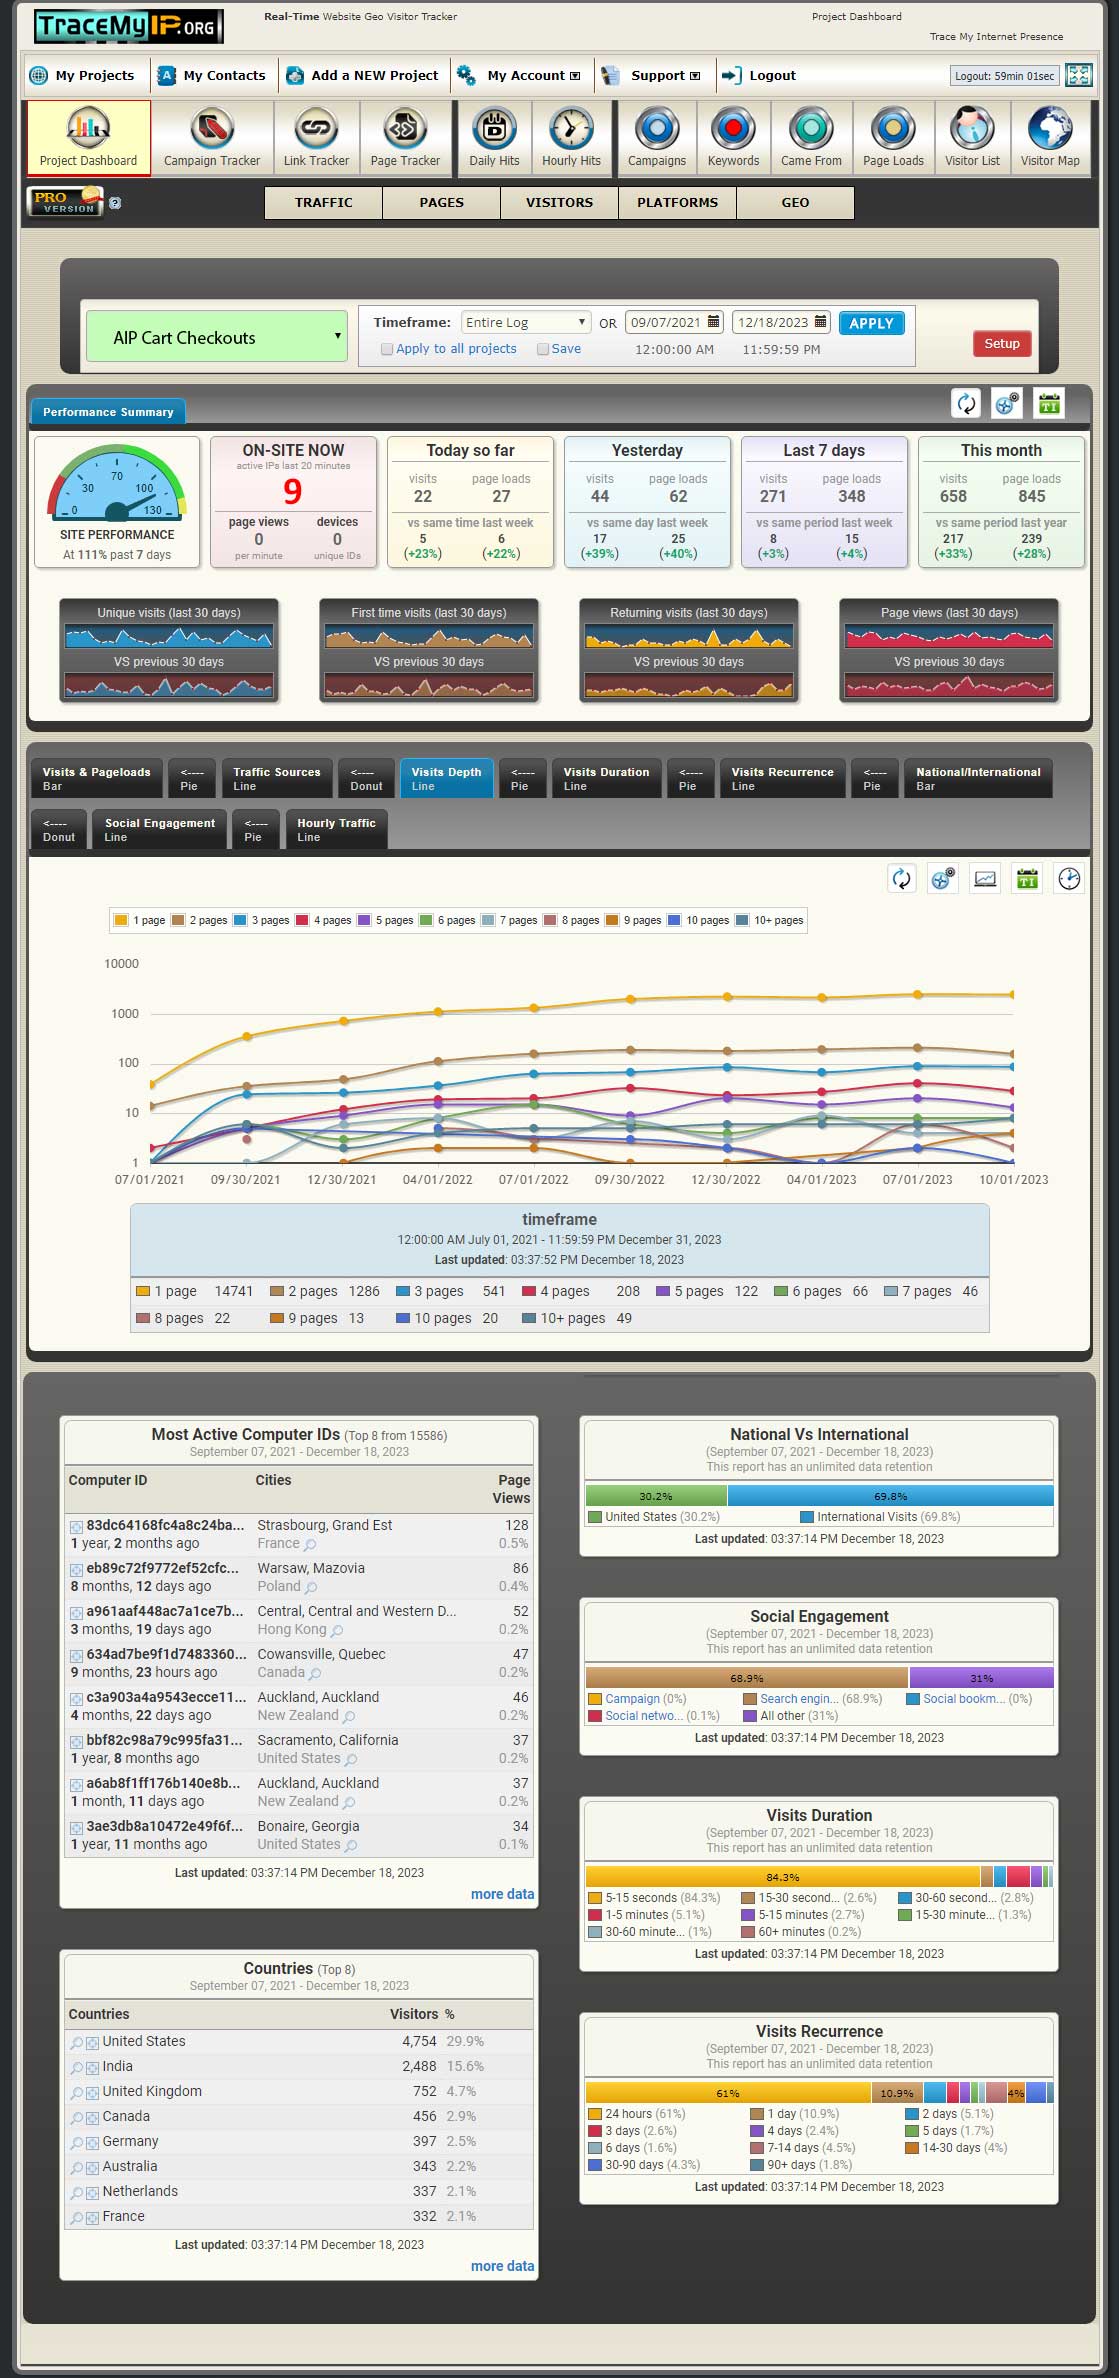 TraceMyIP.ORG
Real-Time Website Geo Visitor Tracker
Project Dashboard
Trace My Internet Presence
My Projects
My Contacts
Add a NEW Project
My Account
Support
Logout
Logout: 59min 01sec
Project Dashboard
Campaign Tracker
Link Tracker
Page Tracker
Daily Hits
Hourly Hits
Campaigns
Keywords
Came From
Page Loads
Visitor List
Visitor Map
PRO
VERSION
?
TRAFFIC
PAGES
VISITORS
PLATFORMS
GEO
AIP Cart Checkouts
Timeframe: Entire Log OR 09/07/2021 12/18/2023 APPLY
Apply to all projects Save 12:00:00 AM 11:59:59 PM
Setup
Performance Summary
TI
0 30 70 100 130
SITE PERFORMANCE
At 111% past 7 days
ON-SITE NOW
active IPs last 20 minutes
9
page views devices
0 0
per minute unique IDs
Today so far
visits page loads
22 27
vs same time last week
5 6
(+23%) (+22%)
Yesterday
visits page loads
44 62
vs same day last week
17 25
(+39%) (+40%)
Last 7 days
visits page loads
271 348
vs same period last week
8 15
(+3%) (+4%)
This month
visits page loads
658 845
vs same period last year
217 239
(+33%) (+28%)
Unique visits (last 30 days)
VS previous 30 days
First time visits (last 30 days)
VS previous 30 days
Returning visits (last 30 days)
VS previous 30 days
Page views (last 30 days)
VS previous 30 days
Visits & Pageloads
Bar
<----
Pie
Traffic Sources
Line
<----
Donut
Visits Depth
Line
<----
Pie
Visits Duration
Line
<----
Pie
Visits Recurrence
Line
<----
Pie
National/International
Bar
<----
Donut
Social Engagement
Line
<----
Pie
Hourly Traffic
Line
TI
1 page 2 pages 3 pages 4 pages 5 pages 6 pages 7 pages 8 pages 9 pages 10 pages 10+ pages
10000
1000
100
10
1
07/01/2021 09/30/2021 12/30/2021 04/01/2022 07/01/2022 09/30/2022 12/30/2022 04/01/2023 07/01/2023 10/01/2023
timeframe
12:00:00 AM July 01, 2021 - 11:59:59 PM December 31, 2023
Last updated: 03:37:52 PM December 18, 2023
1 page 14741 2 pages 1286 3 pages 541 4 pages 208 5 pages 122 6 pages 66 7 pages 46
8 pages 22 9 pages 13 10 pages 20 10+ pages 49
Most Active Computer IDs (Top 8 from 15586)
September 07, 2021 - December 18, 2023
Computer ID Cities Page
Views
83dc64168fc4a8c24ba... Strasbourg, Grand Est 128
1 year, 2 months ago France 0.5%
eb89c72f9772ef52cfc... Warsaw, Mazovia 86
8 months, 12 days ago Poland 0.4%
a961aaf448ac7a1ce7b... Central, Central and Western D... 52
3 months, 19 days ago Hong Kong 0.2%
634ad7be9f1d7483360... Cowansville, Quebec 47
9 months, 23 hours ago Canada 0.2%
c3a903a4a9543ecce11... Auckland, Auckland 46
4 months, 22 days ago New Zealand 0.2%
bbf82c98a79c995fa31... Sacramento, California 37
1 year, 8 months ago United States 0.2%
a6ab8f1ff176b140e8b... Auckland, Auckland 37
1 month, 11 days ago New Zealand 0.2%
3ae3db8a10472e49f6f... Bonaire, Georgia 34
1 year, 11 months ago United States 0.1%
Last updated: 03:37:14 PM December 18, 2023
more data
Countries (Top 8)
September 07, 2021 - December 18, 2023
Countries Visitors %
United States 4,754 29.9%
India 2,488 15.6%
United Kingdom 752 4.7%
Canada 456 2.9%
Germany 397 2.5%
Australia 343 2.2%
Netherlands 337 2.1%
France 332 2.1%
Last updated: 03:37:14 PM December 18, 2023
more data
National Vs International
(September 07, 2021 - December 18, 2023)
This report has an unlimited data retention
30.2% 69.8%
United States (30.2%) International Visits (69.8%)
Last updated: 03:37:14 PM December 18, 2023
Social Engagement
(September 07, 2021 - December 18, 2023)
This report has an unlimited data retention
68.9% 31%
Campaign (0%) Search engin... (68.9%) Social bookm... (0%)
Social netwo... (0.1%) All other (31%)
Last updated: 03:37:14 PM December 18, 2023
Visits Duration
(September 07, 2021 - December 18, 2023)
This report has an unlimited data retention
84.3%
5-15 seconds (84.3%) 15-30 second... (2.6%) 30-60 second... (2.8%)
1-5 minutes (5.1%) 5-15 minutes (2.7%) 15-30 minute... (1.3%)
30-60 minute... (1%) 60+ minutes (0.2%)
Last updated: 03:37:14 PM December 18, 2023
Visits Recurrence
(September 07, 2021 - December 18, 2023)
This report has an unlimited data retention
61% 10.9% 4%
24 hours (61%) 1 day (10.9%) 2 days (5.1%)
3 days (2.6%) 4 days (2.4%) 5 days (1.7%)
6 days (1.6%) 7-14 days (4.5%) 14-30 days (4%)
30-90 days (4.3%) 90+ days (1.8%)
Last updated: 03:37:14 PM December 18, 2023